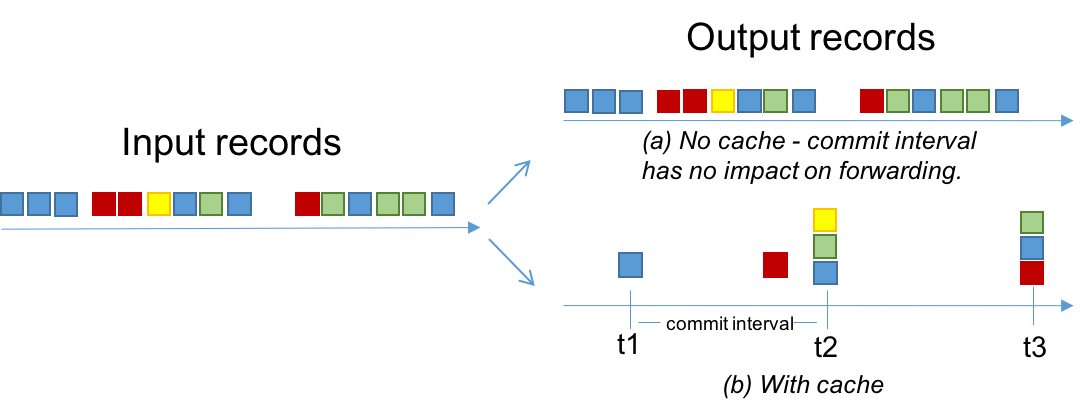 Output records
Input records
(a) No cache - commit interval
has no impact on forwarding.
commit interval
t1
t2
t3
(b) With cache